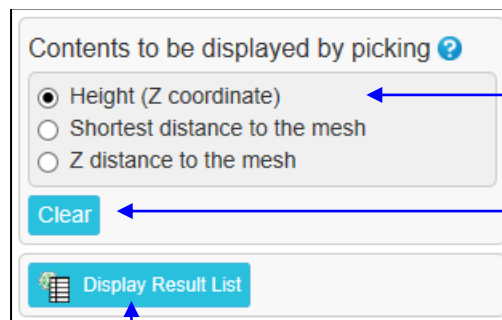 Contents to be displayed by picking ?
Height (Z coordinate)
Shortest distance to the mesh
Z distance to the mesh
Clear
Display Result List